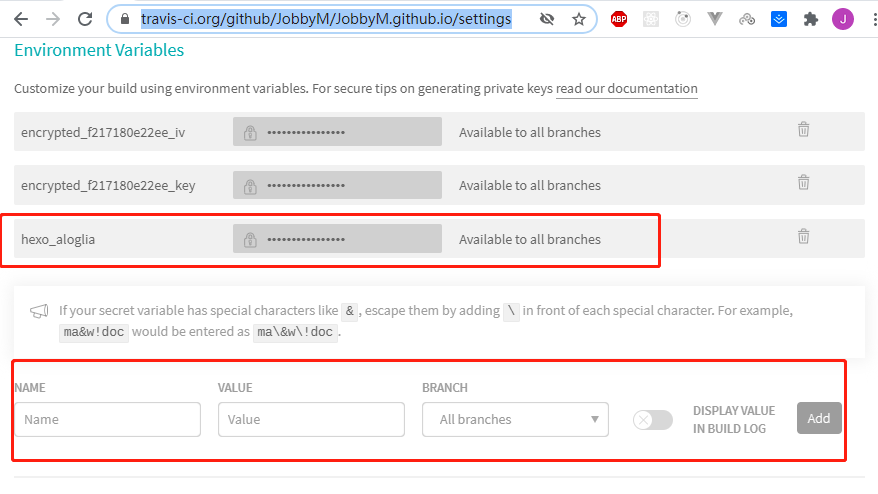 travis-ci.org/github/JobbyM/JobbyM.github.io/settings
ABP
J
Environment Variables
Customize your build using environment variables. For secure tips on generating private keys read our documentation
encrypted_f217180e22ee_iv •••••••••••••••• Available to all branches
encrypted_f217180e22ee_key •••••••••••••••• Available to all branches
hexo_aloglia •••••••••••••••• Available to all branches
If your secret variable has special characters like & , escape them by adding \ in front of each special character. For example,
ma&w!doc would be entered as ma\&w\!doc .
NAME VALUE BRANCH
Name Value All branches DISPLAY VALUE
IN BUILD LOG
Add